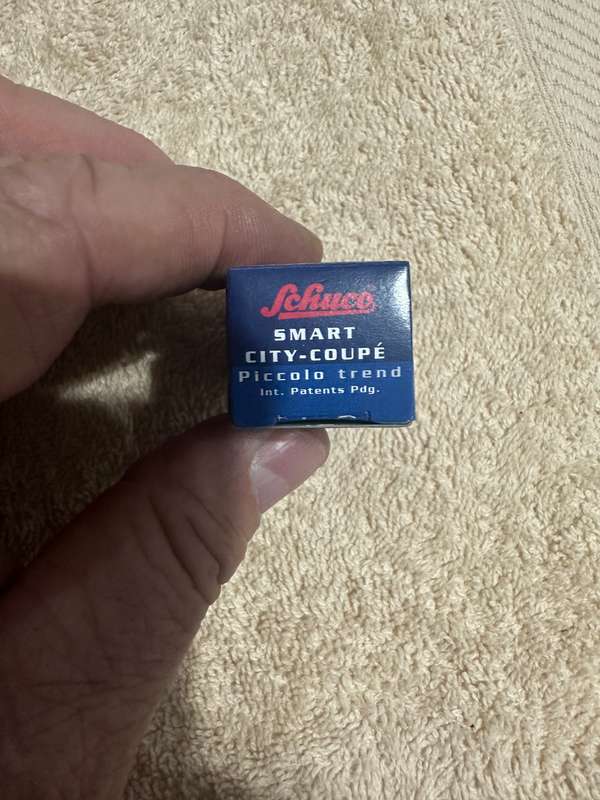 Schuco
SMART
CITY-COUPÉ
Piccolo trend
Int. Patents Pdg.